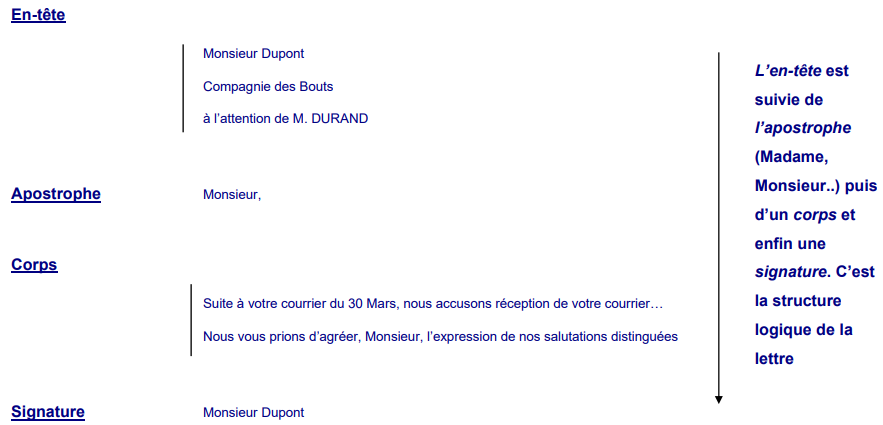 En-tête
Monsieur Dupont
Compagnie des Bouts
à l'attention de M. DURAND
Apostrophe
Monsieur,
Corps
Suite à votre courrier du 30 Mars, nous accusons réception de votre courrier…
Nous vous prions d'agréer, Monsieur, l'expression de nos salutations distinguées
Signature
Monsieur Dupont
L'en-tête est
suivie de
l'apostrophe
(Madame,
Monsieur..) puis
d'un corps et
enfin une
signature. C'est
la structure
logique de la
lettre